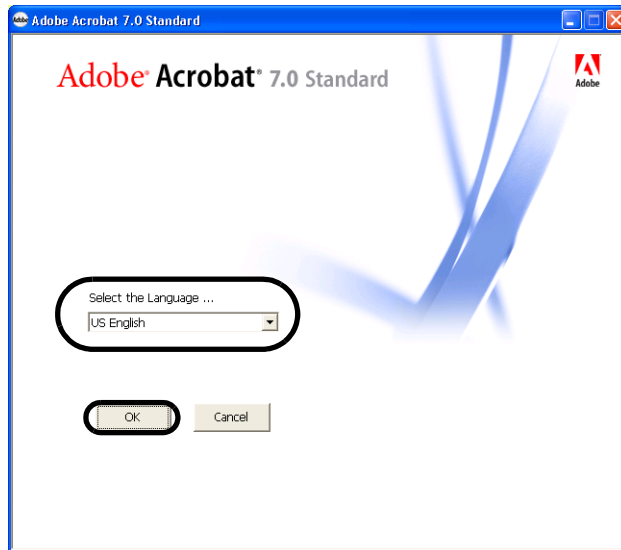 Adobe Acrobat 7.0 Standard
Adobe® Acrobat® 7.0 Standard
Adobe
Select the Language ...
US English
OK Cancel